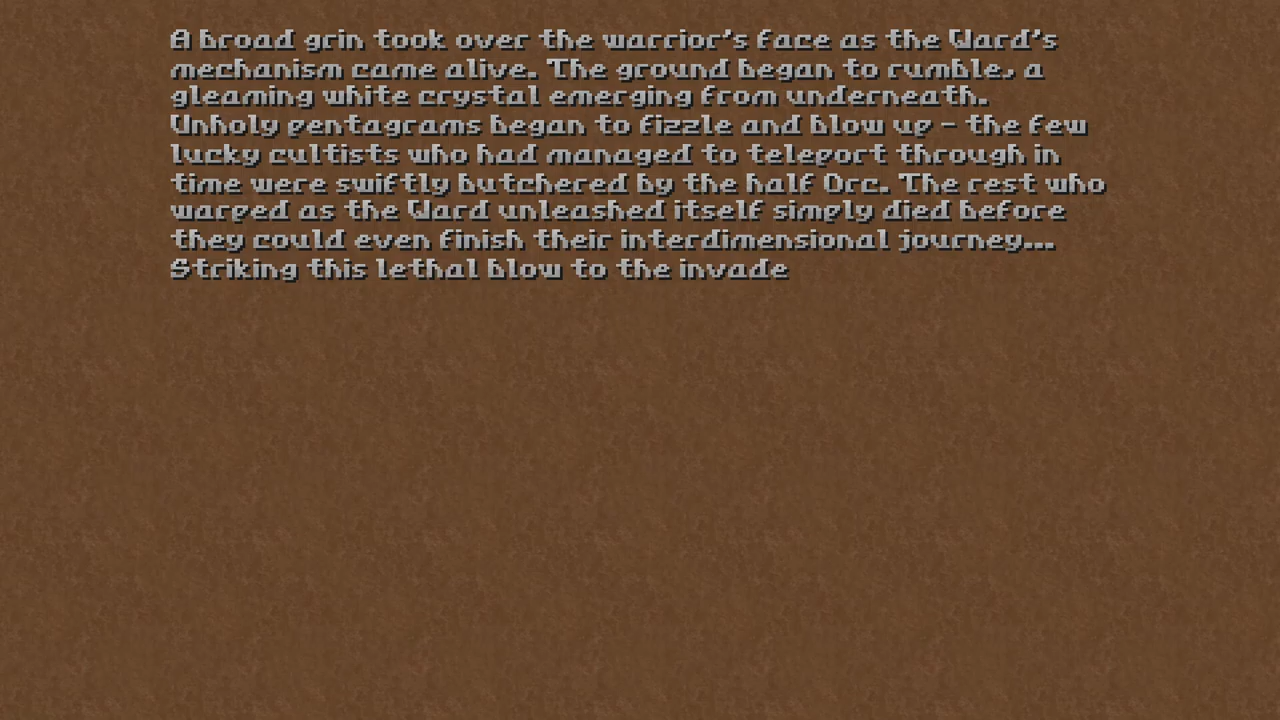 A broad grin took over the warrior's face as the Ward's
mechanism came alive. The ground began to rumble, a
gleaming white crystal emerging from underneath.
Unholy pentagrams began to fizzle and blow up - the few
lucky cultists who had managed to teleport through in
time were swiftly butchered by the half Orc. The rest who
warped as the Ward unleashed itself simply died before
they could even finish their interdimensional journey...
Striking this lethal blow to the invade